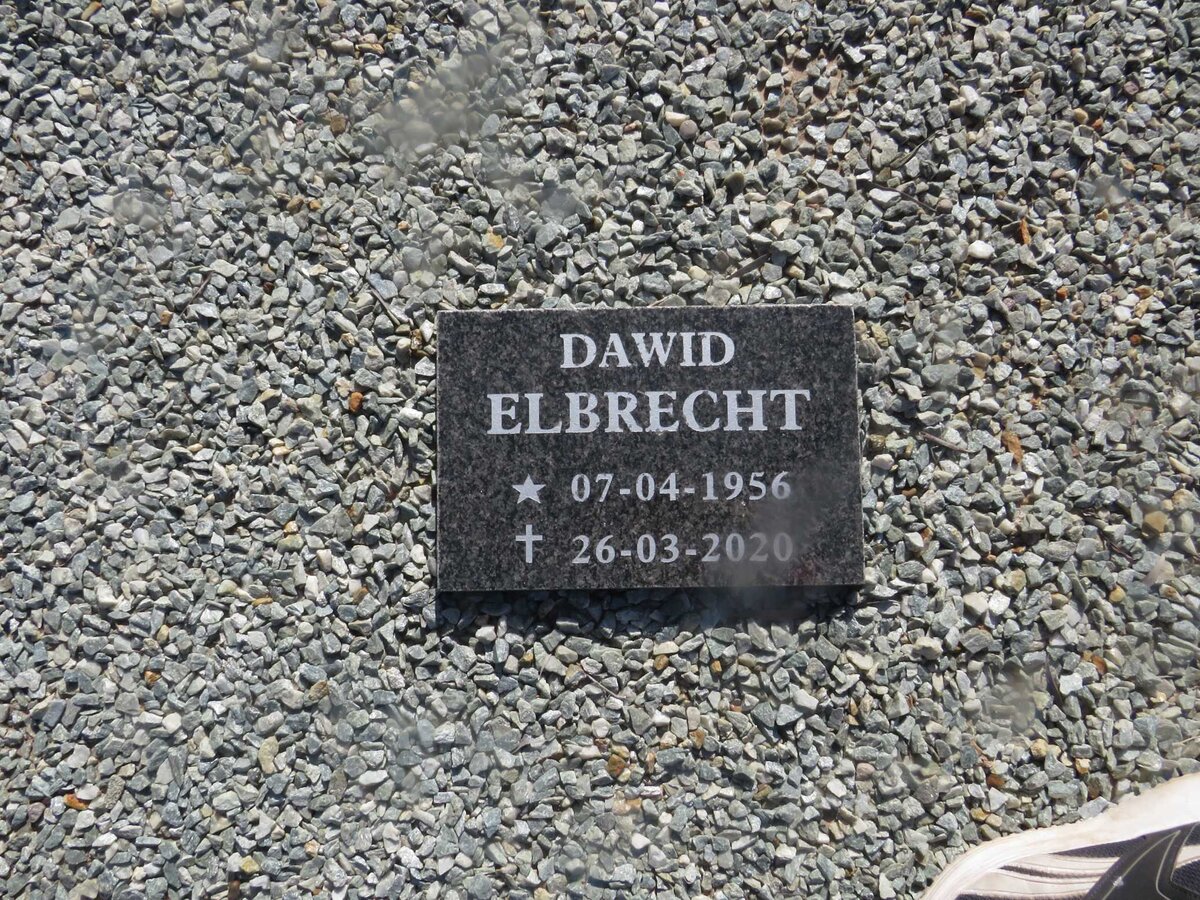 DAWID
ELBRECHT
★ 07-04-1956
✝ 26-03-2020